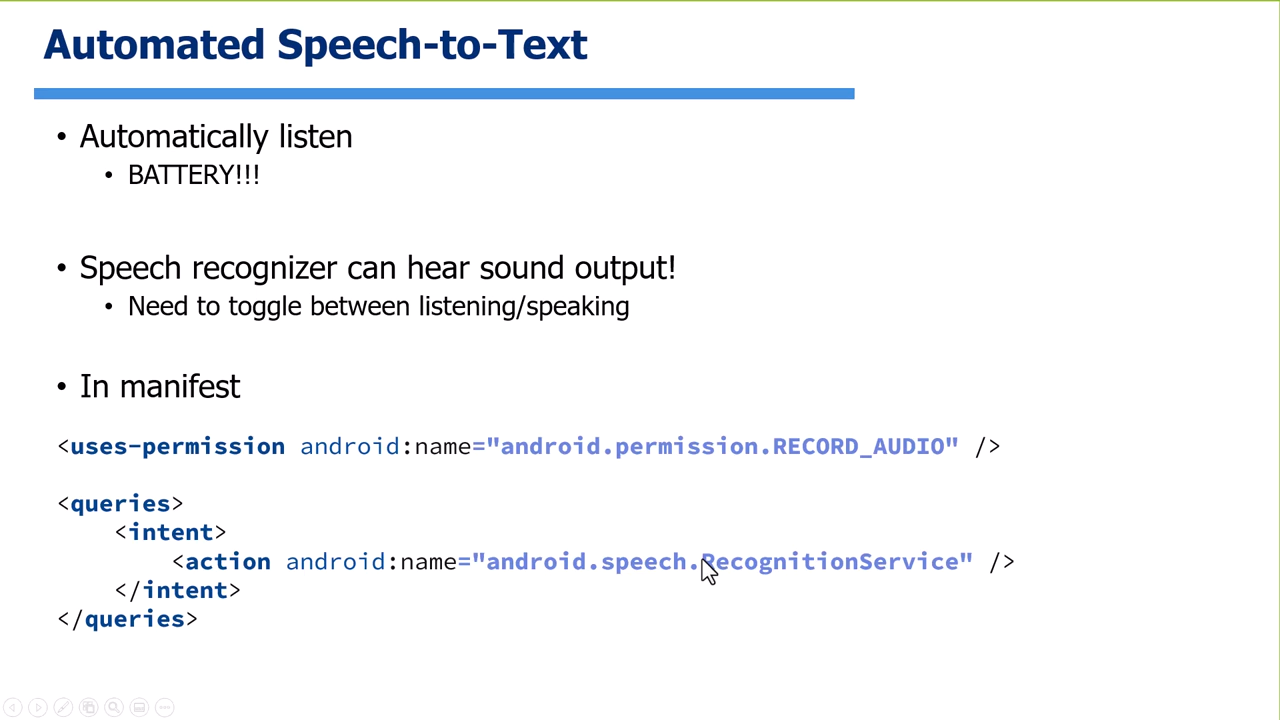 Automated Speech-to-Text
• Automatically listen
• BATTERY!!!
• Speech recognizer can hear sound output!
• Need to toggle between listening/speaking
• In manifest
<uses-permission android:name="android.permission.RECORD_AUDIO" />
<queries>
<intent>
<action android:name="android.speech.RecognitionService" />
</intent>
</queries>